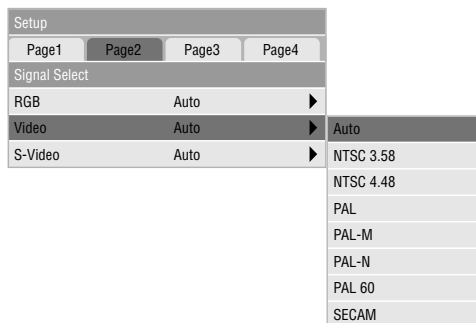 Setup
Page1 Page2 Page3 Page4
Signal Select
RGB Auto
Video Auto
S-Video Auto
Auto
NTSC 3.58
NTSC 4.48
PAL
PAL-M
PAL-N
PAL 60
SECAM